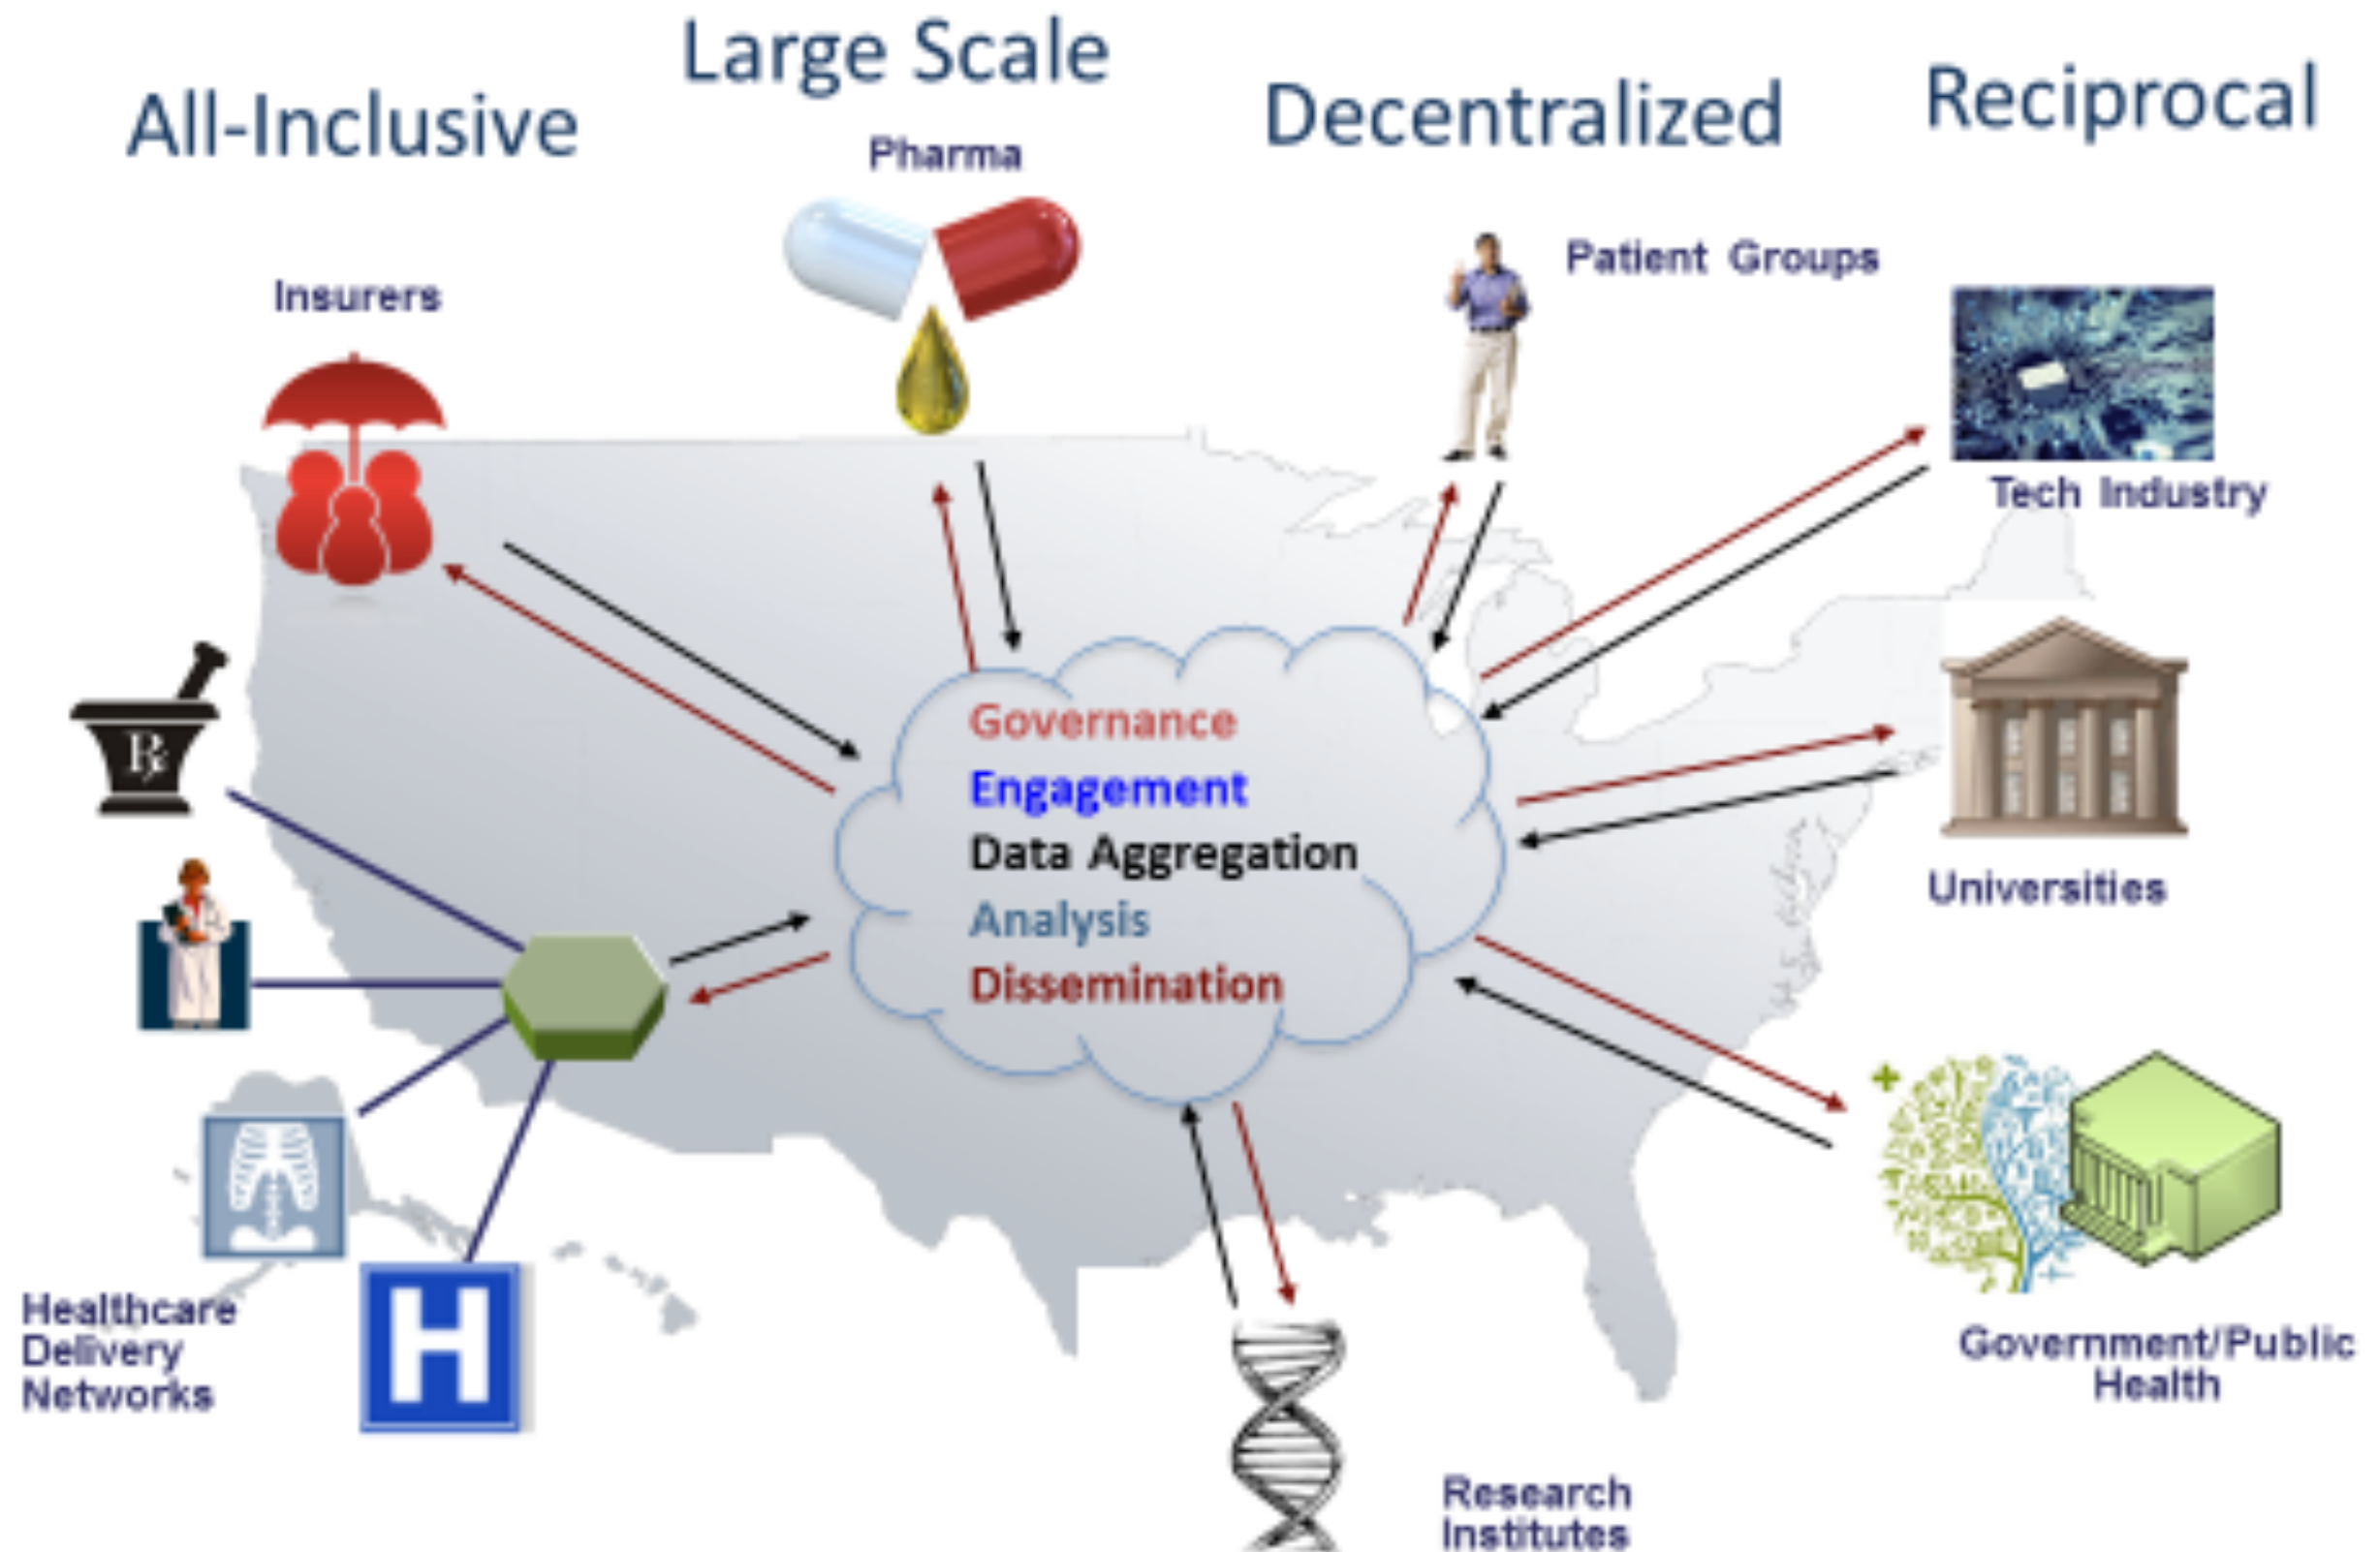 All-Inclusive
Large Scale
Decentralized
Reciprocal
Pharma
Patient Groups
Insurers
Tech Industry
Governance
Engagement
Data Aggregation
Analysis
Dissemination
Universities
Rx
Healthcare
Delivery
Networks
H
Government/Public
Health
Research
Institutes